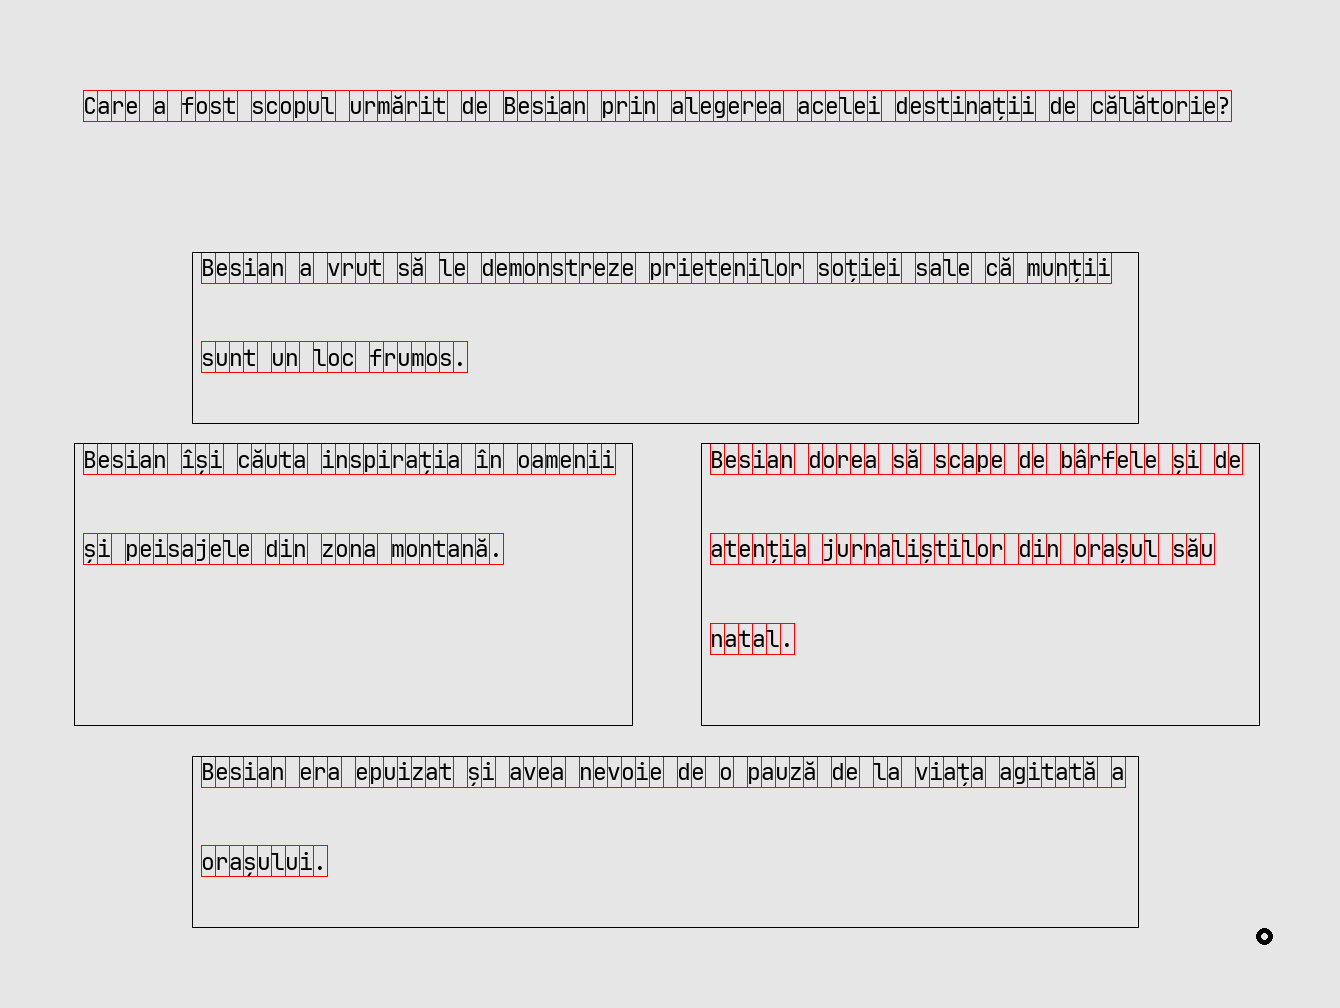 Care a fost scopul urmărit de Besian prin alegerea acelei destinației de călătorie?
Besian a vrut să le demonstreze prietenilor soției sale că munții
sunt un loc frumos.
Besian își căuta inspirația în oamenii
și peisajele din zona montană.
Besian dorea să scape de bârfele și de
atenția jurnaliștilor din orașul său
natal.
Besian era epuizat și avea nevoie de o pauză de la viața agitată a
orașului.